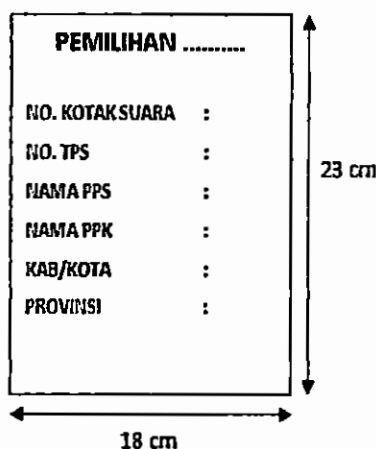 PEMILIHAN ..........
NO. KOTAK SUARA :
NO. TPS :
NAMA PPS :
NAMA PPK :
KAB/KOTA :
PROVINSI :
23 cm
18 cm